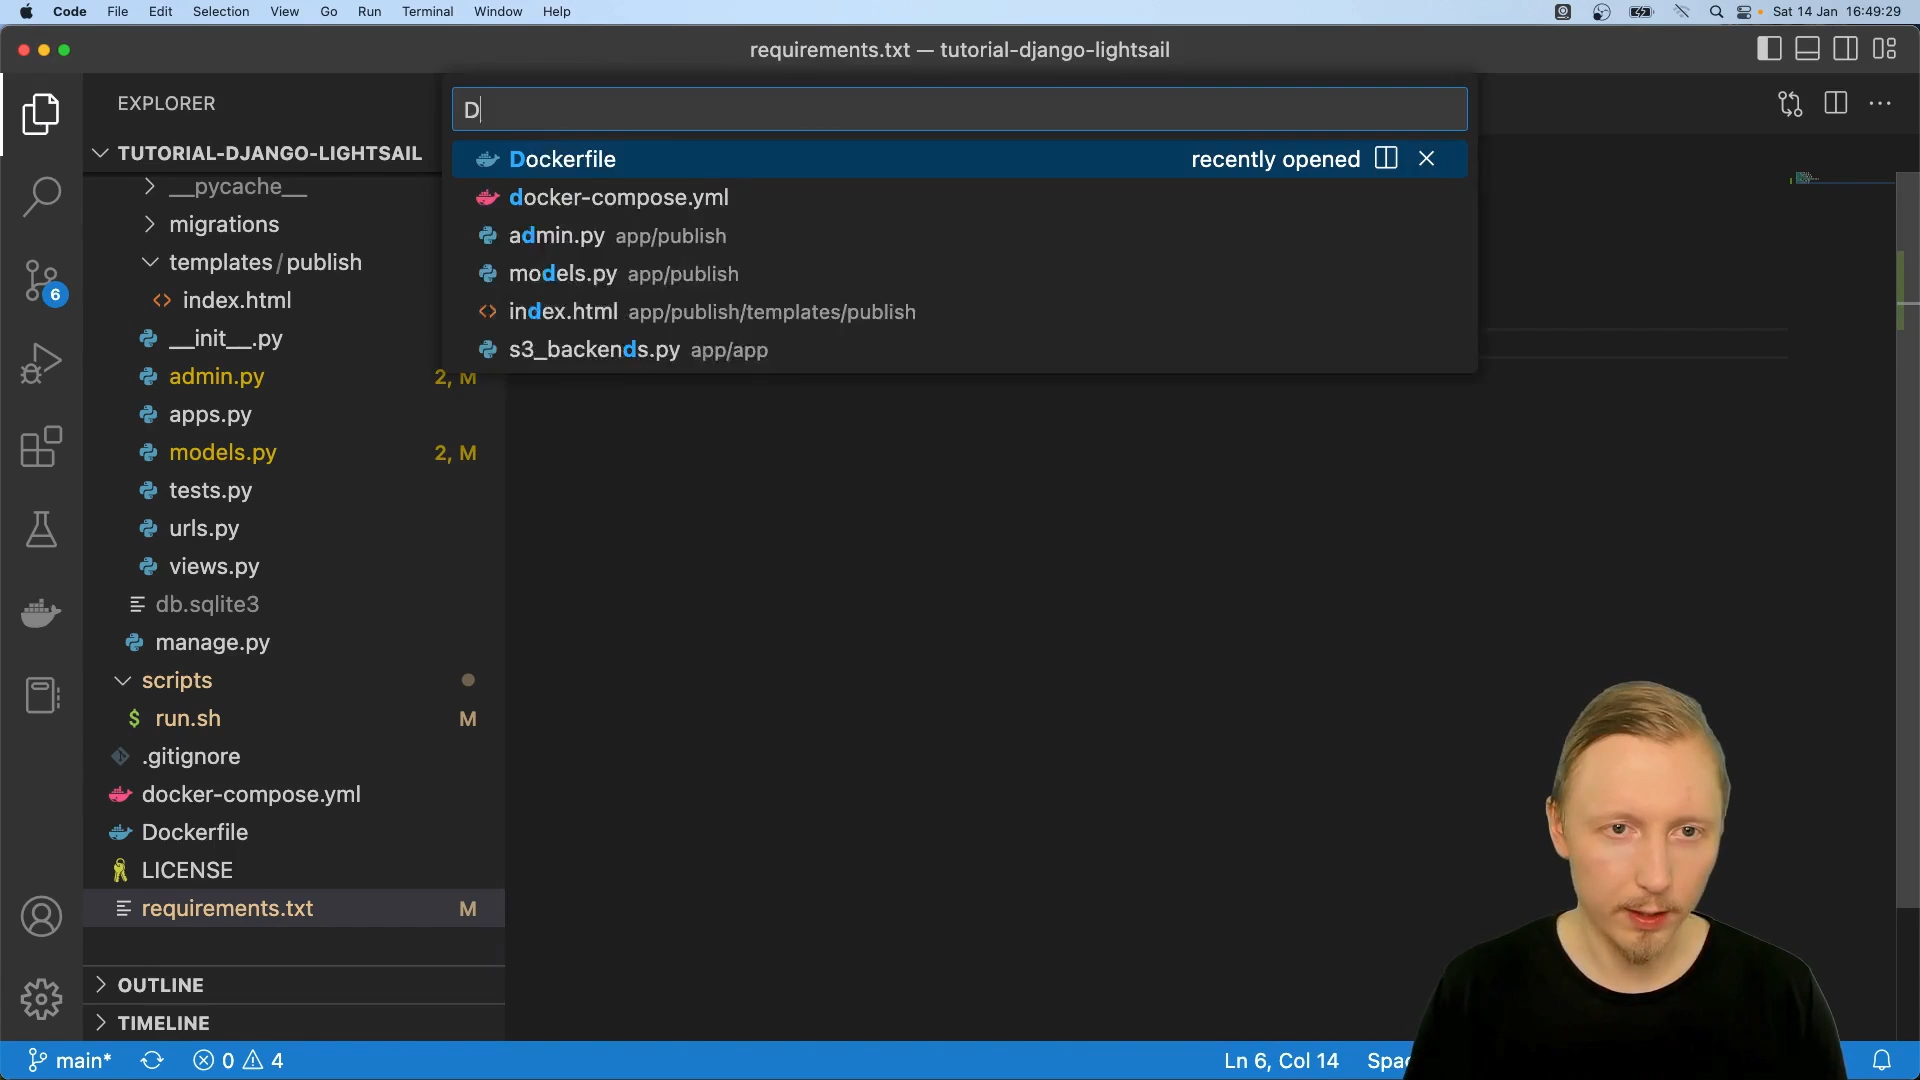 Code File Edit Selection View Go Run Terminal Window Help Sat 14 Jan 16:49:29
requirements.txt — tutorial-django-lightsail
EXPLORER
TUTORIAL-DJANGO-LIGHTSAIL
__pycache__
migrations
templates/publish
index.html
__init__.py
admin.py 2, M
apps.py
models.py 2, M
tests.py
urls.py
views.py
db.sqlite3
manage.py
scripts
$ run.sh M
.gitignore
docker-compose.yml
Dockerfile
LICENSE
requirements.txt M
OUTLINE
TIMELINE
6
D
Dockerfile recently opened
docker-compose.yml
admin.py app/publish
models.py app/publish
index.html app/publish/templates/publish
s3_backends.py app/app
main* 0 4 Ln 6, Col 14 Spac